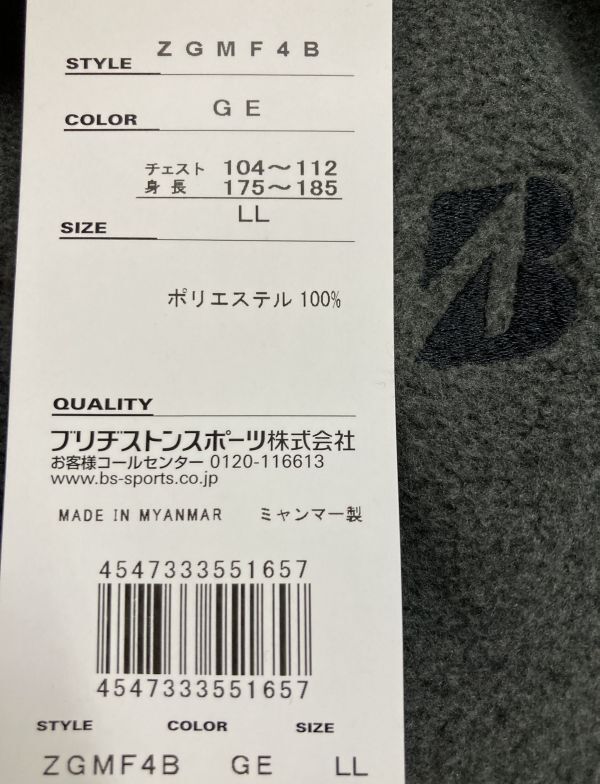 STYLE ZGMF4B
COLOR GE
チェスト 104～112
身長 175～185
SIZE LL
ポリエステル 100%
QUALITY
ブリヂストンスポーツ株式会社
お客様コールセンター 0120-116613
www.bs-sports.co.jp
MADE IN MYANMAR ミャンマー製
4547333551657
4547333551657
STYLE COLOR SIZE
ZGMF4B GE LL
B